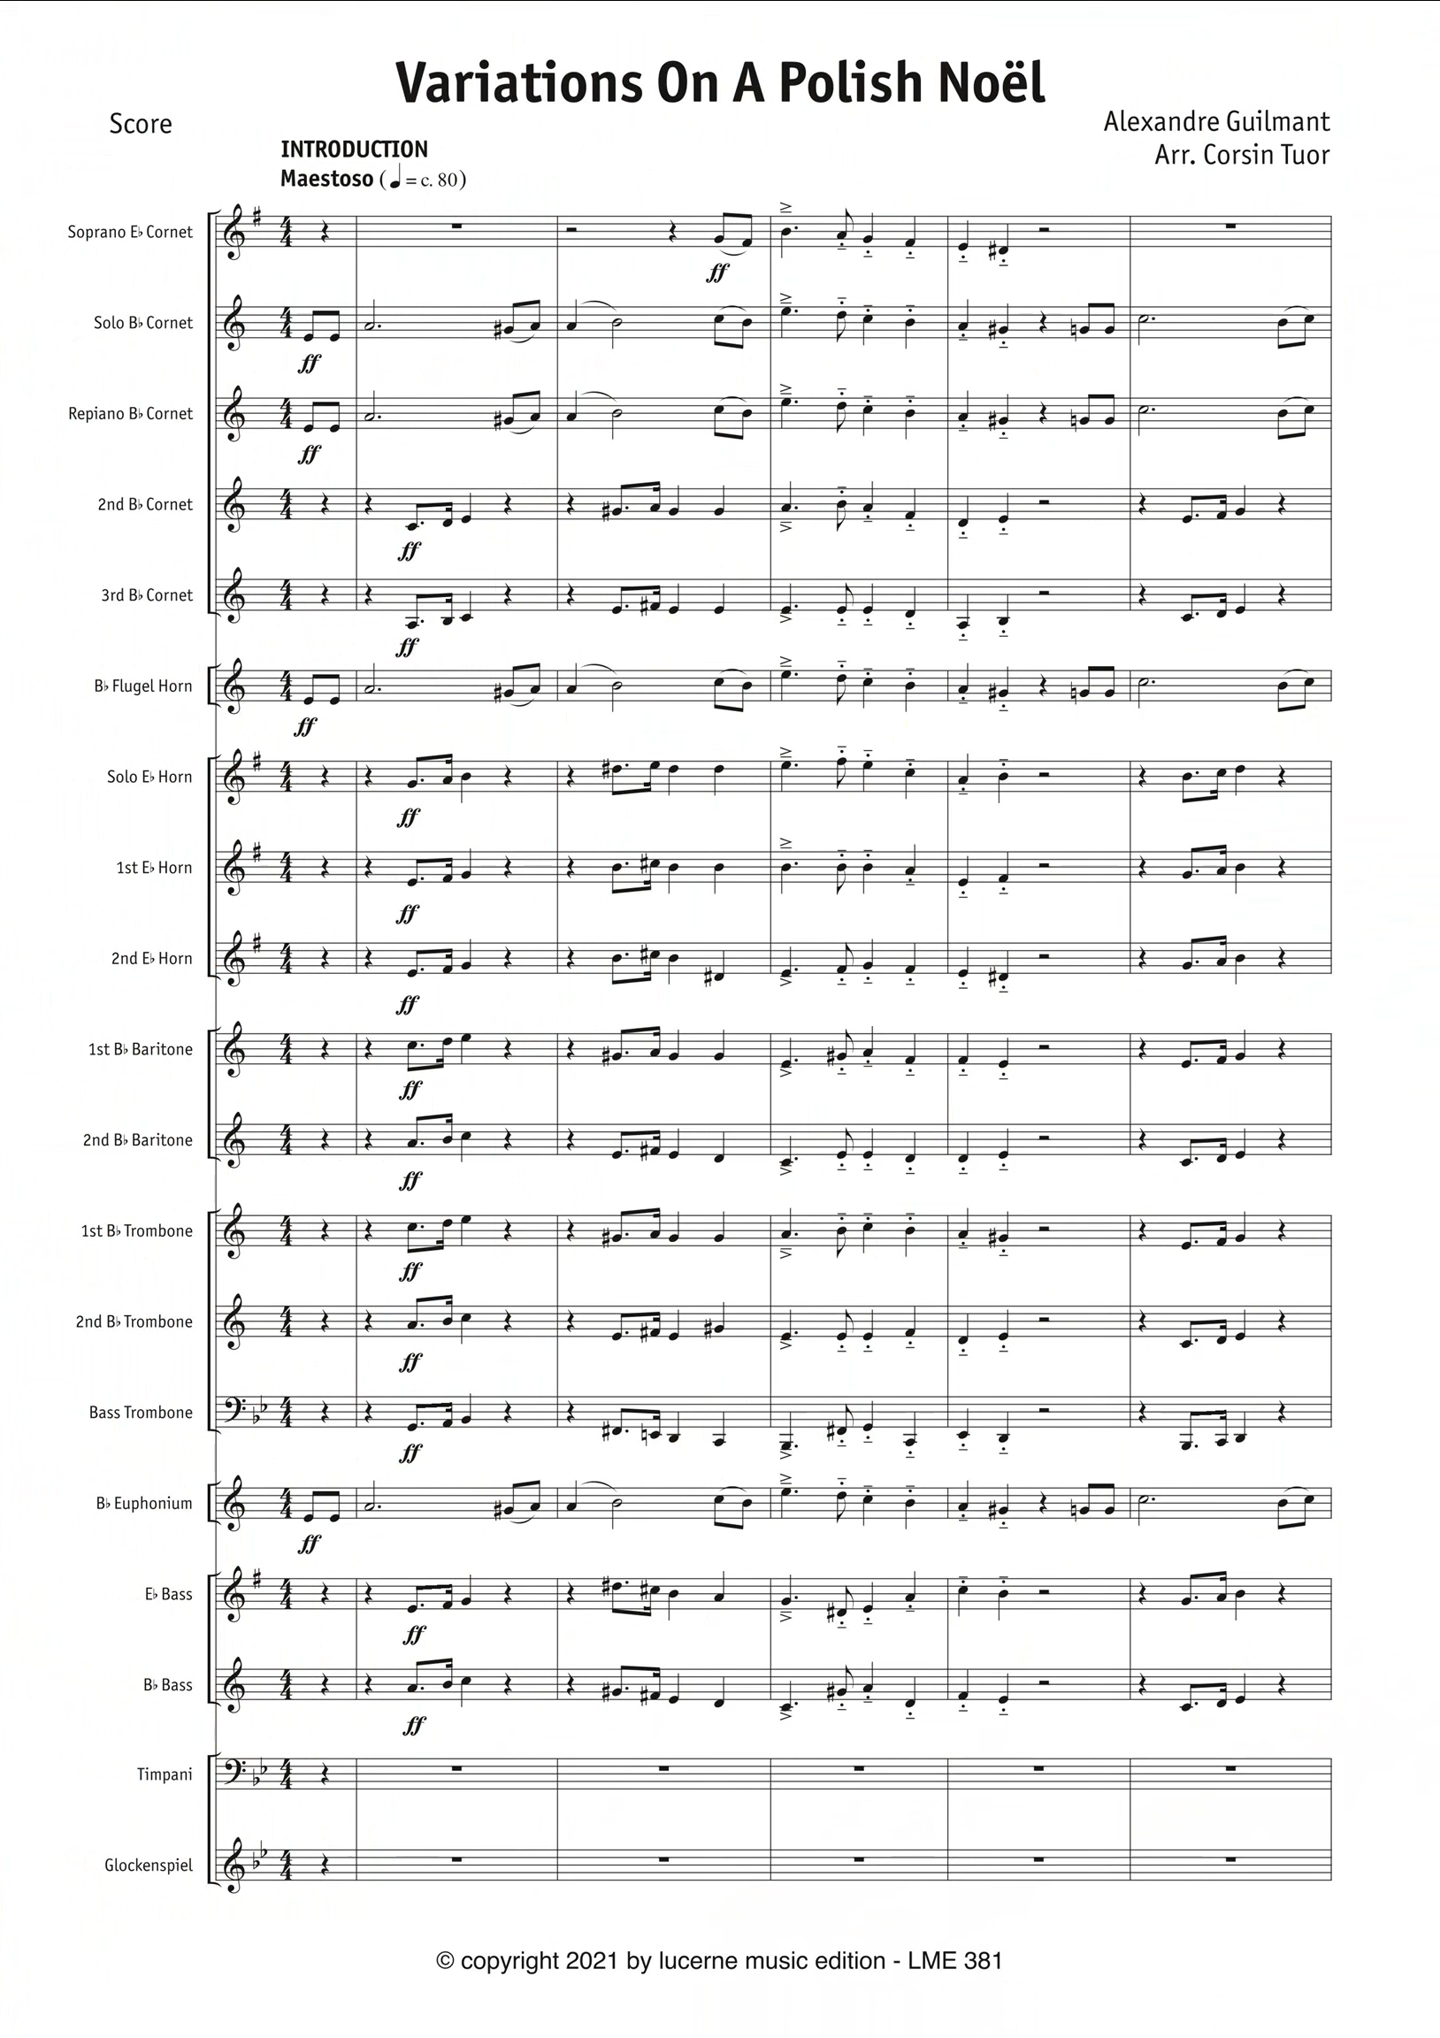 Variations On A Polish Noël
Score
Alexandre Guilmant
Arr. Corsin Tuor
INTRODUCTION
Maestoso (♩= c. 80)
Soprano E♭ Cornet
ff
Solo B♭ Cornet
ff
Repiano B♭ Cornet
ff
2nd B♭ Cornet
ff
3rd B♭ Cornet
ff
B♭ Flugel Horn
ff
Solo E♭ Horn
ff
1st E♭ Horn
ff
2nd E♭ Horn
ff
1st B♭ Baritone
ff
2nd B♭ Baritone
ff
1st B♭ Trombone
ff
2nd B♭ Trombone
ff
Bass Trombone
ff
B♭ Euphonium
ff
E♭ Bass
ff
B♭ Bass
ff
Timpani
Glockenspiel
© copyright 2021 by lucerne music edition - LME 381